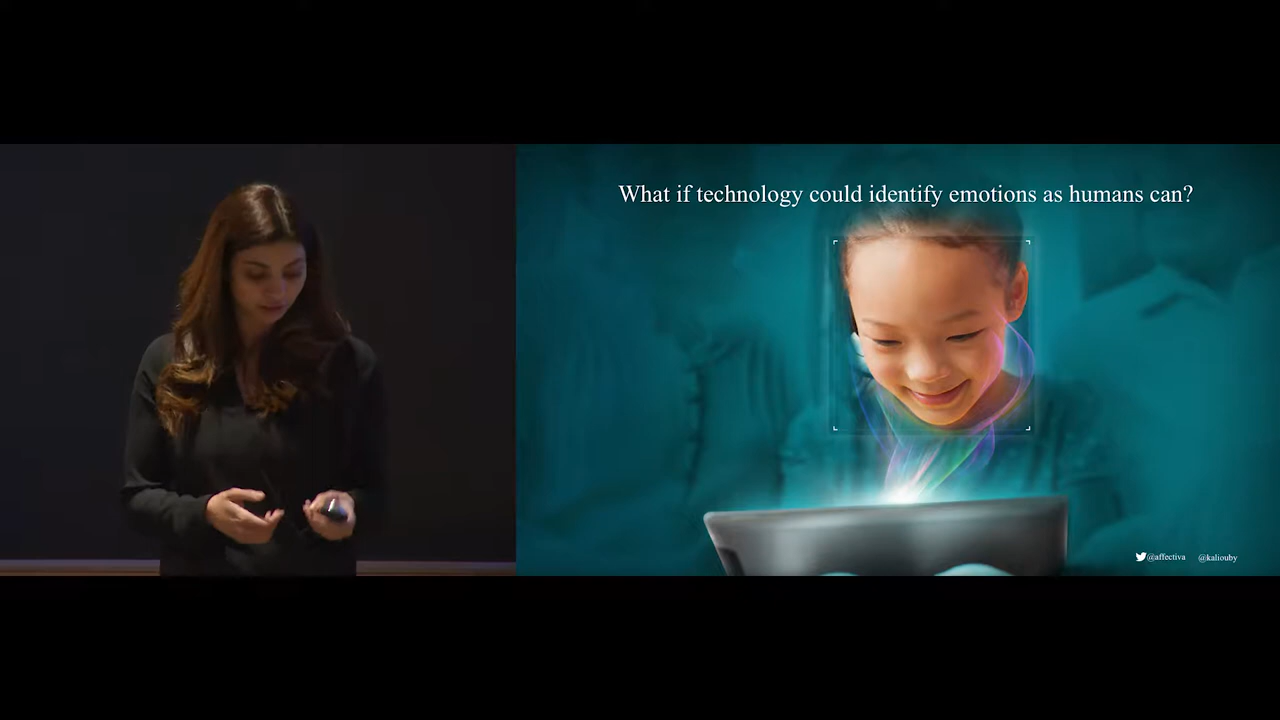 What if technology could identify emotions as humans can?
@affectiva @kaliouby